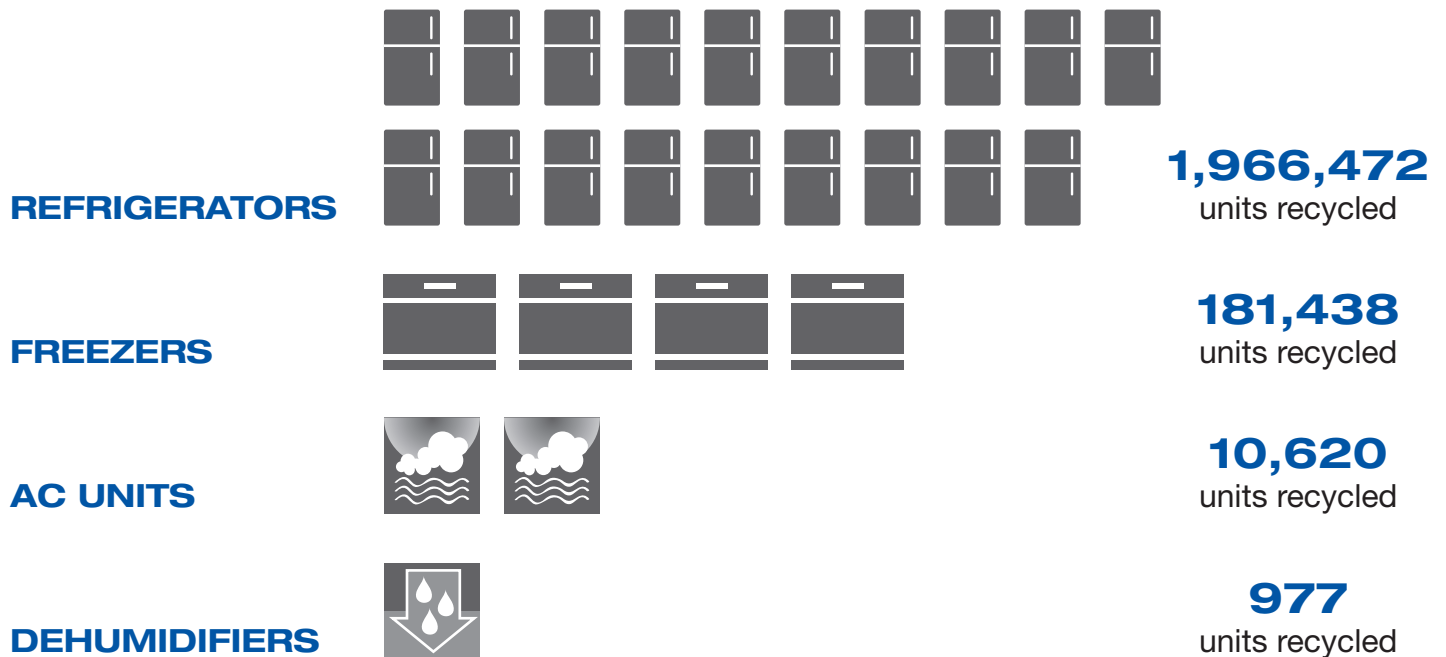 REFRIGERATORS
1,966,472
units recycled
FREEZERS
181,438
units recycled
AC UNITS
10,620
units recycled
DEHUMIDIFIERS
977
units recycled